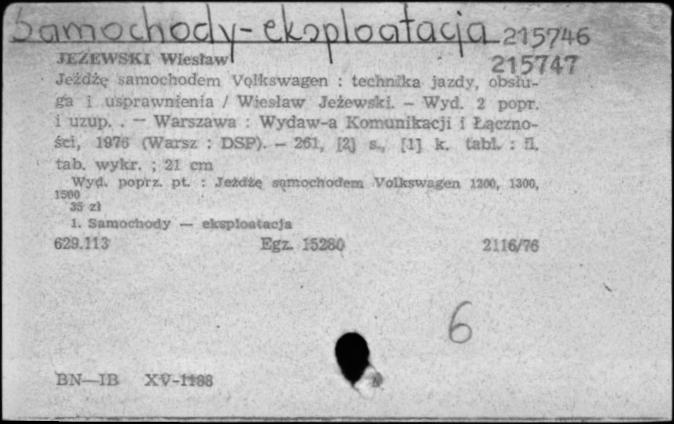 Samochody-eksploatacja 215746
JEŻEWSKI Wiesław 215747
Jeżdżę samochodem Volkswagen : technika jazdy, obsłu-
ga i usprawnienia / Wiesław Jeżewski. – Wyd. 2 popr.
i uzup. . – Warszawa : Wydaw-a Komunikacji i Łączno-
ści, 1976 (Warsz : DSP). – 261, [2] s., [1] k. tabl. : il.
tab. wykr. ; 21 cm
Wyd. poprz. pt. : Jeżdżę samochodem Volkswagen 1200, 1300,
1500
35 zł
1. Samochody — eksploatacja
629.113 Egz. 15280 2116/76
6
BN—IB XV-1188